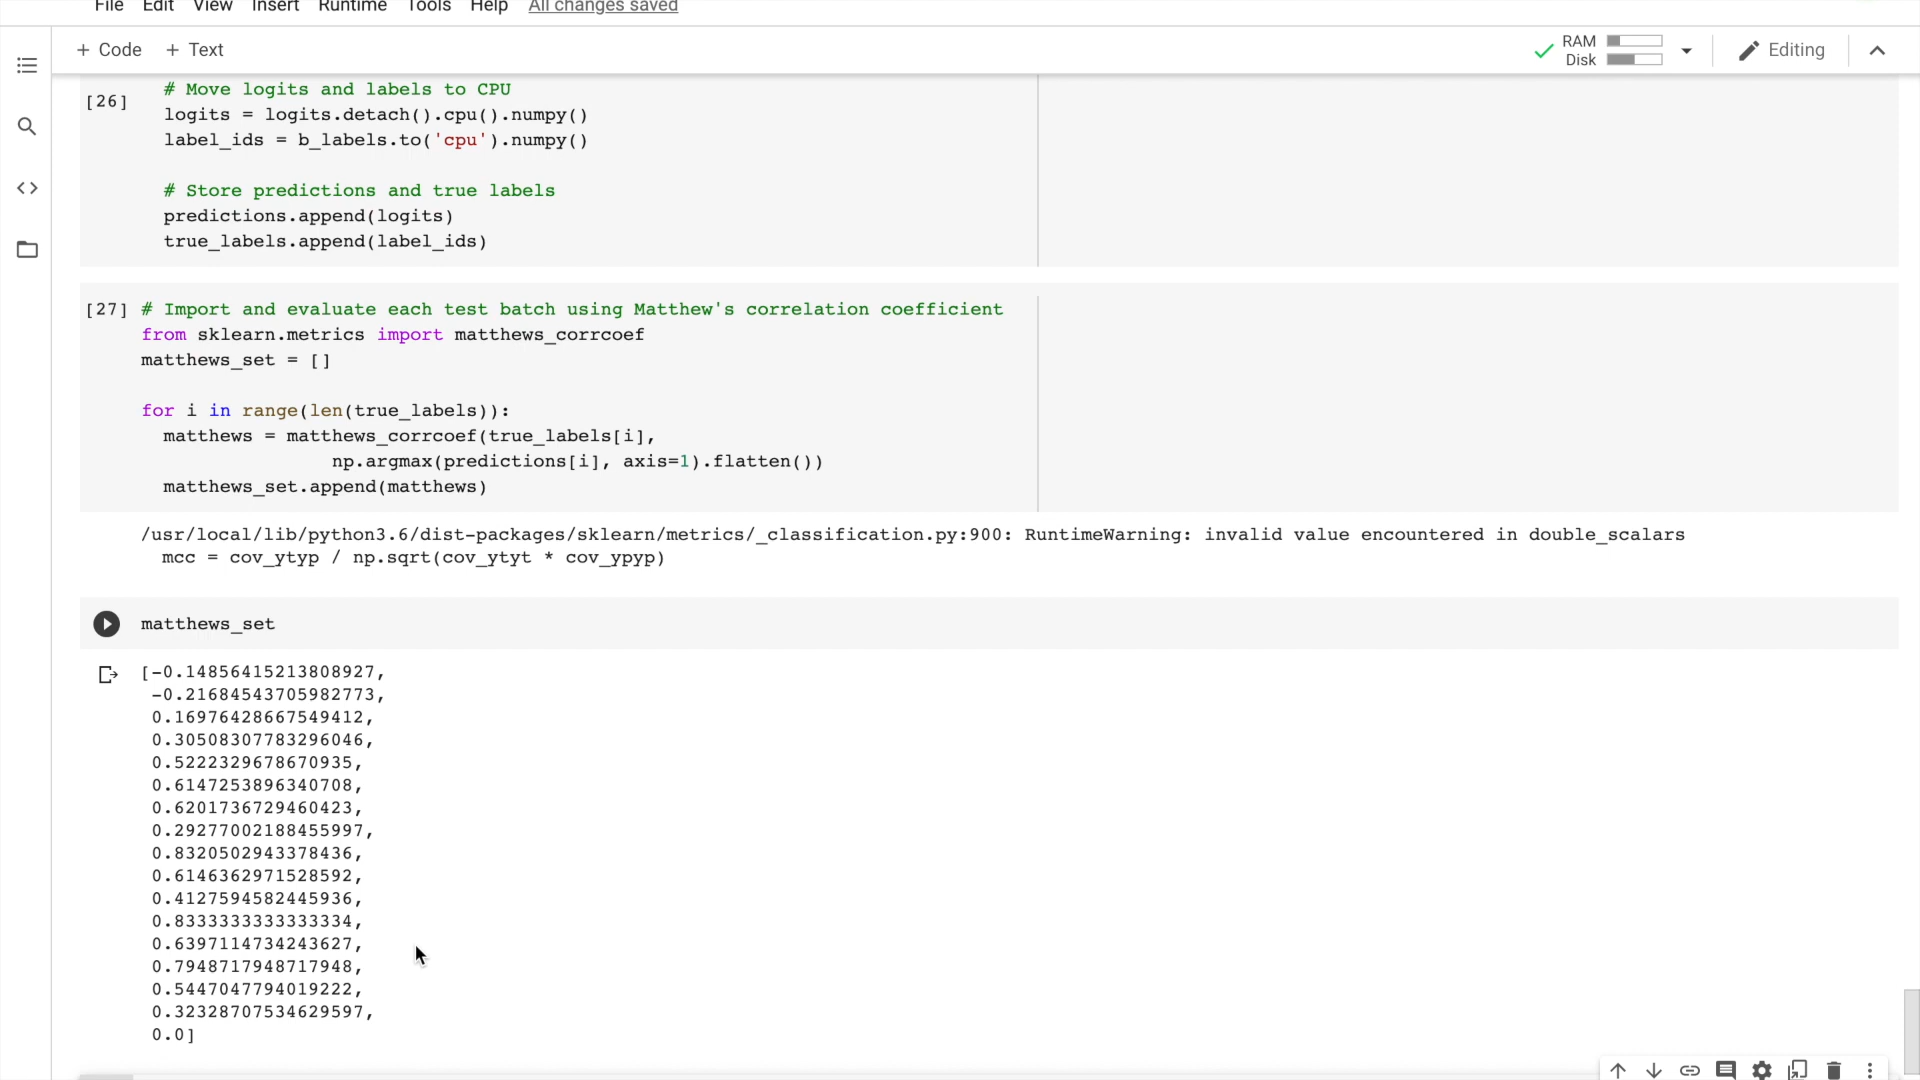 File Edit View Insert Runtime Tools Help All changes saved
+ Code + Text RAM Disk Editing
[26] # Move logits and labels to CPU
logits = logits.detach().cpu().numpy()
label_ids = b_labels.to('cpu').numpy()
# Store predictions and true labels
predictions.append(logits)
true_labels.append(label_ids)
[27] # Import and evaluate each test batch using Matthew's correlation coefficient
from sklearn.metrics import matthews_corrcoef
matthews_set = []
for i in range(len(true_labels)):
matthews = matthews_corrcoef(true_labels[i],
np.argmax(predictions[i], axis=1).flatten())
matthews_set.append(matthews)
/usr/local/lib/python3.6/dist-packages/sklearn/metrics/_classification.py:900: RuntimeWarning: invalid value encountered in double_scalars
mcc = cov_ytyp / np.sqrt(cov_ytyt * cov_ypyp)
matthews_set
[-0.14856415213808927,
-0.21684543705982773,
0.16976428667549412,
0.30508307783296046,
0.5222329678670935,
0.6147253896340708,
0.6201736729460423,
0.29277002188455997,
0.8320502943378436,
0.6146362971528592,
0.4127594582445936,
0.8333333333333334,
0.6397114734243627,
0.7948717948717948,
0.5447047794019222,
0.32328707534629597,
0.0]